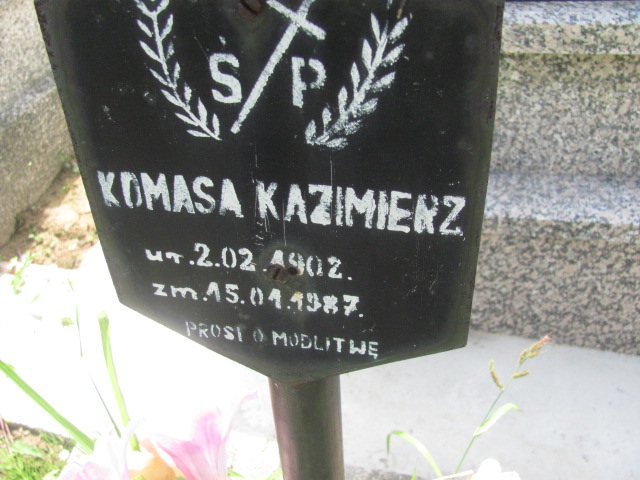 Ś P
KOMASA KAZIMIERZ
ur. 2.02.1902.
zm. 15.01.1987.
PROSI O MODLITWĘ